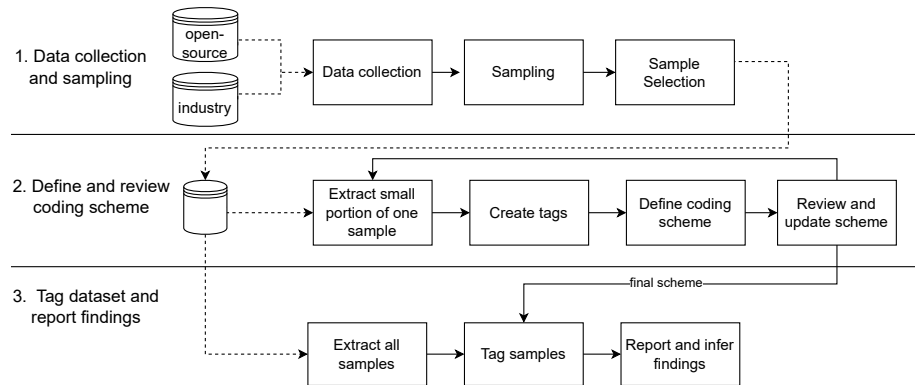 open-
source
1. Data collection
and sampling
industry
Data collection
Sampling
Sample
Selection
2. Define and review
coding scheme
Extract small
portion of one
sample
Create tags
Define coding
scheme
Review and
update scheme
3. Tag dataset and
report findings
final scheme
Extract all
samples
Tag samples
Report and infer
findings